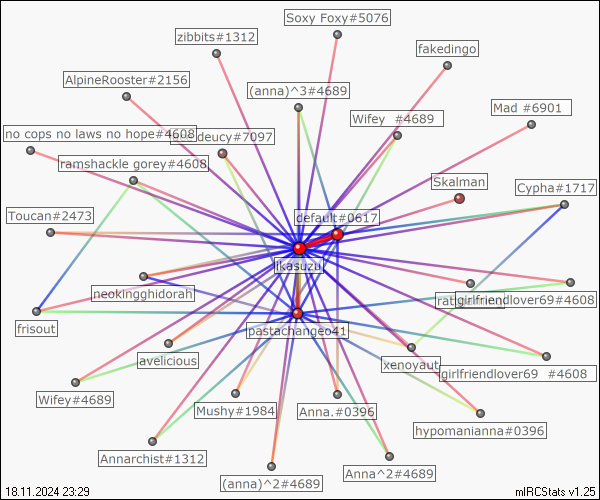 Soxy Foxy#5076
zibbits#1312
fakedingo
AlpineRooster#2156
(anna)^3#4689
Mad #6901
Wifey #4689
no cops no laws no hope#4608
deucy#7097
ramshackle gorey#4608
Skalman
Cypha#1717
Toucan#2473
default#0617
ikasuzu
neokingghidorah
girlfriendlover69#4608
frisout
pastachangeo41
avelicious
xenoyaut
girlfriendlover69 #4608
Wifey#4689
Mushy#1984
Anna.#0396
hypomanianna#0396
Annarchist#1312
Anna^2#4689
(anna)^2#4689
18.11.2024 23:29
mIRCStats v1.25